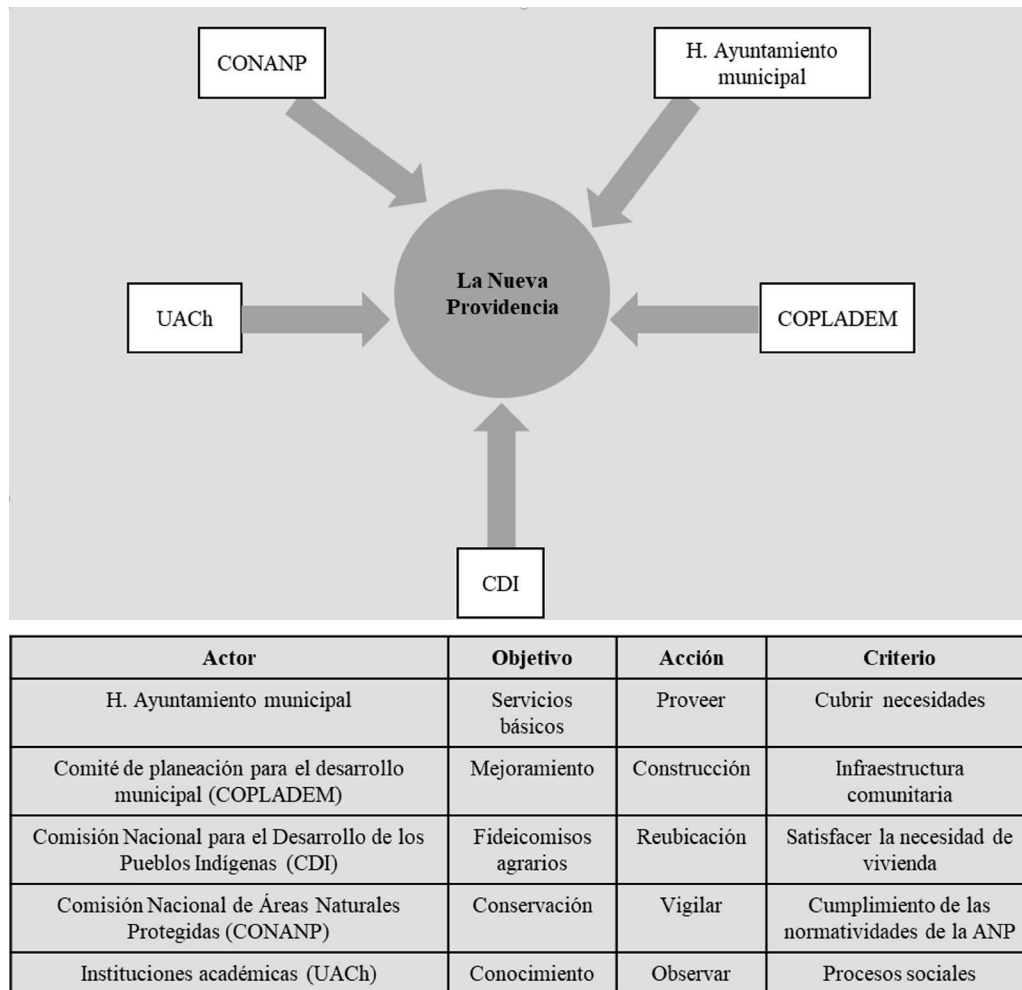 CONANP
H. Ayuntamiento
municipal
La Nueva
Providencia
UACh
COPLADEM
CDI
Actor Objetivo Acción Criterio
H. Ayuntamiento municipal Servicios básicos Proveer Cubrir necesidades
Comité de planeación para el desarrollo municipal (COPLADEM) Mejoramiento Construcción Infraestructura comunitaria
Comisión Nacional para el Desarrollo de los Pueblos Indígenas (CDI) Fideicomisos agrarios Reubicación Satisfacer la necesidad de vivienda
Comisión Nacional de Áreas Naturales Protegidas (CONANP) Conservación Vigilar Cumplimiento de las normatividades de la ANP
Instituciones académicas (UACh) Conocimiento Observar Procesos sociales